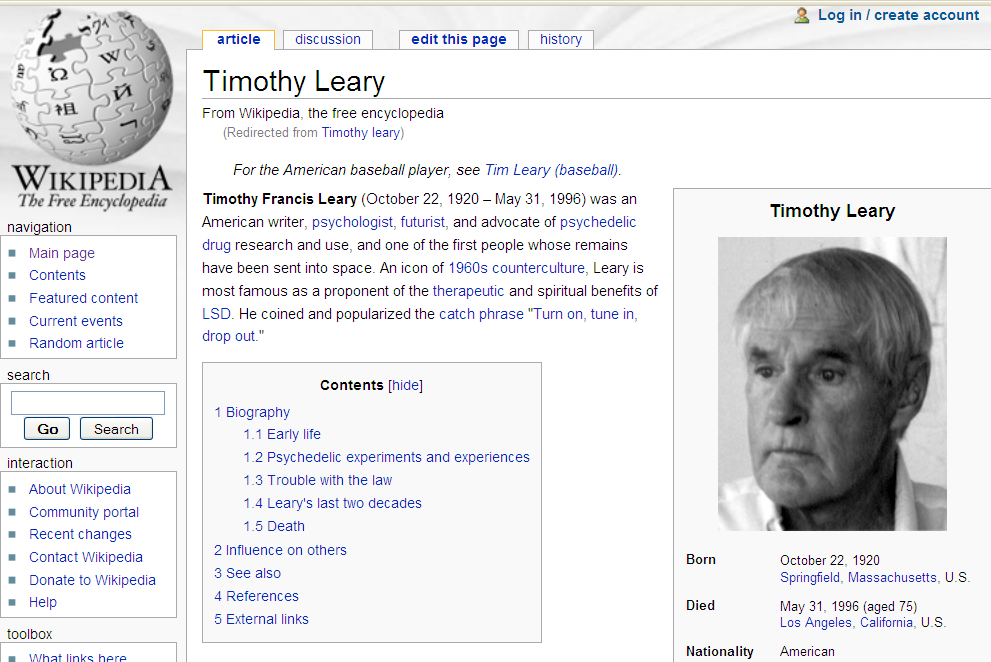 Log in / create account
article
discussion
edit this page
history
Timothy Leary
From Wikipedia, the free encyclopedia
(Redirected from Timothy leary)
For the American baseball player, see Tim Leary (baseball).
Timothy Francis Leary (October 22, 1920 – May 31, 1996) was an
American writer, psychologist, futurist, and advocate of psychedelic
drug research and use, and one of the first people whose remains
have been sent into space. An icon of 1960s counterculture, Leary is
most famous as a proponent of the therapeutic and spiritual benefits of
LSD. He coined and popularized the catch phrase "Turn on, tune in,
drop out."
Contents [hide]
1 Biography
1.1 Early life
1.2 Psychedelic experiments and experiences
1.3 Trouble with the law
1.4 Leary's last two decades
1.5 Death
2 Influence on others
3 See also
4 References
5 External links
Timothy Leary
Born October 22, 1920
Springfield, Massachusetts, U.S.
Died May 31, 1996 (aged 75)
Los Angeles, California, U.S.
Nationality American
Ω
W
И
祖
WIKIPEDIA
The Free Encyclopedia
navigation
Main page
Contents
Featured content
Current events
Random article
search
Go Search
interaction
About Wikipedia
Community portal
Recent changes
Contact Wikipedia
Donate to Wikipedia
Help
toolbox
What links here